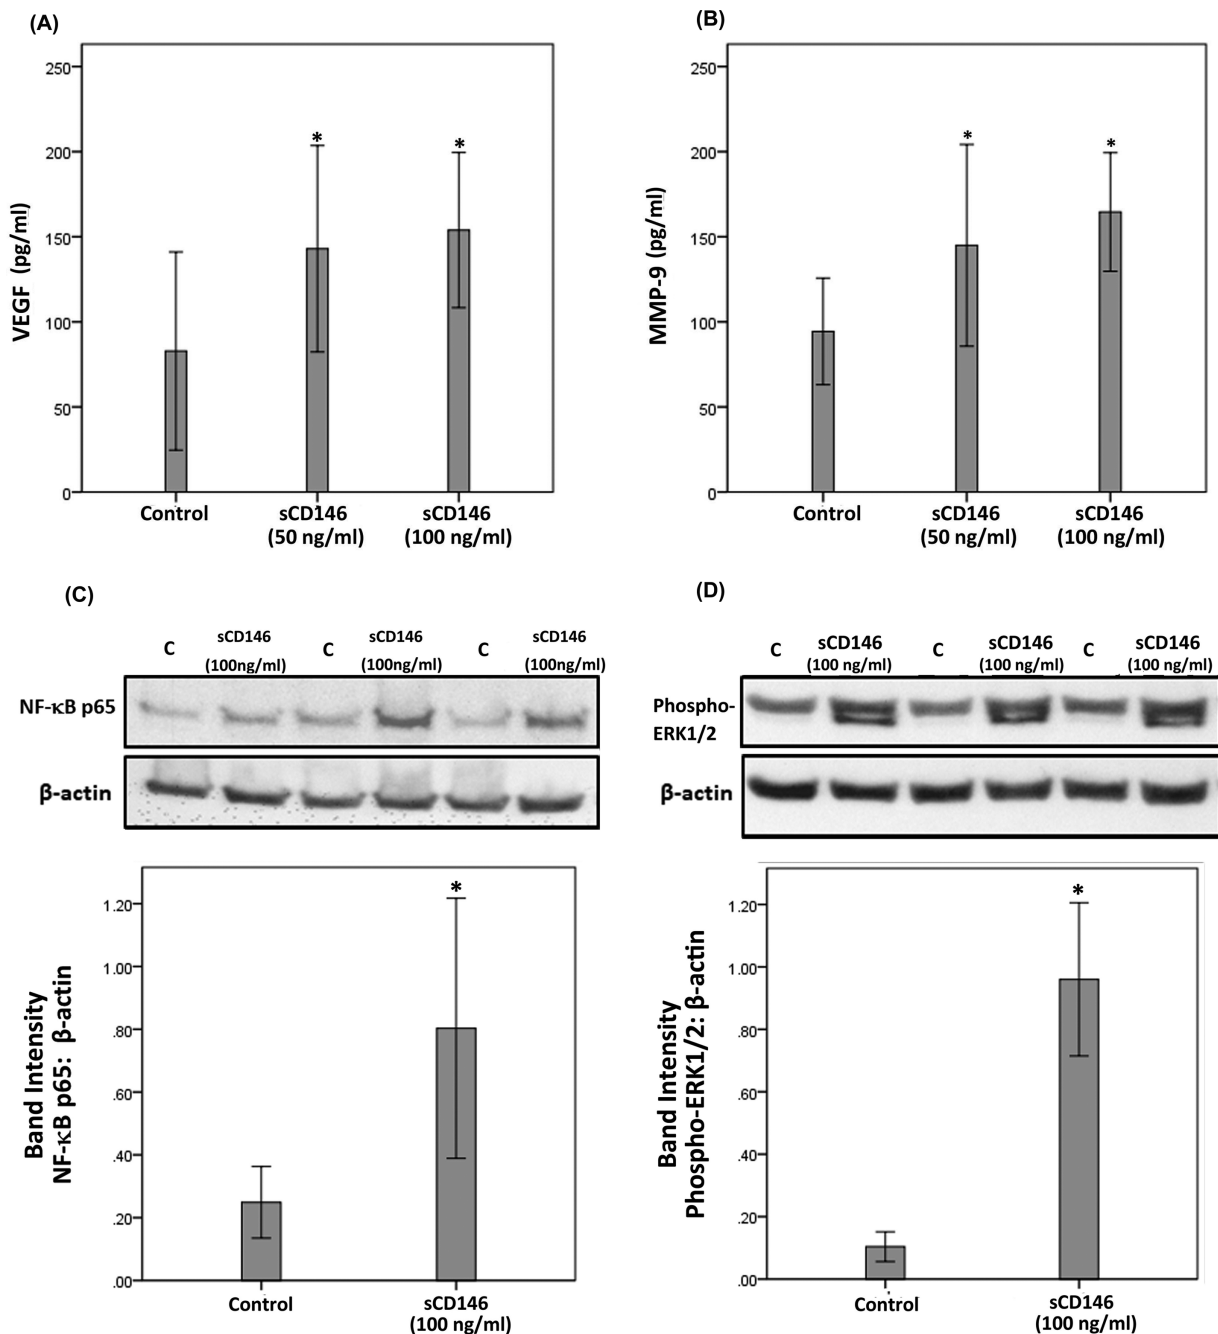 (A)
250
200
150
100
50
0
VEGF (pg/ml)
*
*
Control
sCD146
(50 ng/ml)
sCD146
(100 ng/ml)
(B)
250
200
150
100
50
0
MMP-9 (pg/ml)
*
*
Control
sCD146
(50 ng/ml)
sCD146
(100 ng/ml)
(C)
C
sCD146
(100ng/ml)
C
sCD146
(100ng/ml)
C
sCD146
(100ng/ml)
NF-κB p65
β-actin
1.20
1.00
.80
.60
.40
.20
.00
Band Intensity
NF-κB p65: β-actin
*
Control
sCD146
(100 ng/ml)
(D)
C
sCD146
(100 ng/ml)
C
sCD146
(100 ng/ml)
C
sCD146
(100 ng/ml)
Phospho-
ERK1/2
β-actin
1.20
1.00
.80
.60
.40
.20
.00
Band Intensity
Phospho-ERK1/2: β-actin
*
Control
sCD146
(100 ng/ml)